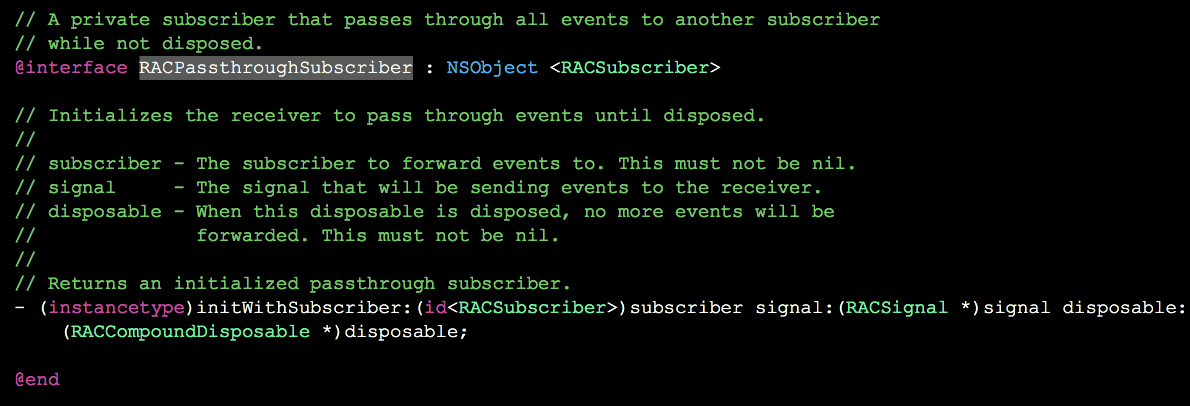 // A private subscriber that passes through all events to another subscriber
// while not disposed.
@interface RACPassthroughSubscriber : NSObject <RACSubscriber>
// Initializes the receiver to pass through events until disposed.
//
// subscriber - The subscriber to forward events to. This must not be nil.
// signal     - The signal that will be sending events to the receiver.
// disposable - When this disposable is disposed, no more events will be
//              forwarded. This must not be nil.
//
// Returns an initialized passthrough subscriber.
- (instancetype)initWithSubscriber:(id<RACSubscriber>)subscriber signal:(RACSignal *)signal disposable:
(RACCompoundDisposable *)disposable;
@end